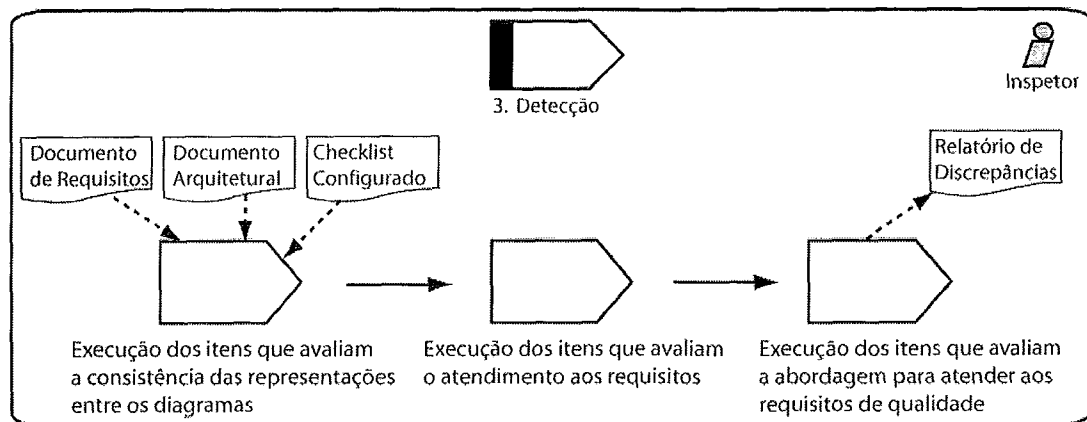 3. Detecção
Inspetor
Documento
de Requisitos
Documento
Arquitetural
Checklist
Configurado
Relatório de
Discrepâncias
Execução dos itens que avaliam
a consistência das representações
entre os diagramas
Execução dos itens que avaliam
o atendimento aos requisitos
Execução dos itens que avaliam
a abordagem para atender aos
requisitos de qualidade